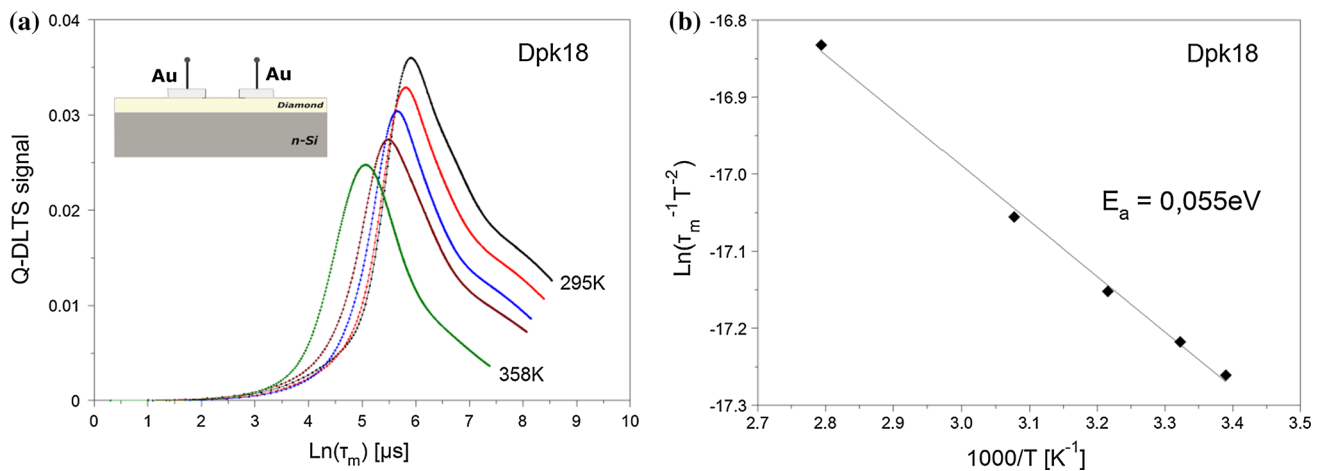 (a)
Q-DLTS signal
0.04
0.03
0.02
0.01
0
Dpk18
Au
Au
Diamond
n-Si
295K
358K
0 1 2 3 4 5 6 7 8 9 10
Ln(τm) [μs]
(b)
Ln(τm⁻¹T⁻²)
-16.8
-16.9
-17.0
-17.1
-17.2
-17.3
Dpk18
Ea = 0,055eV
2.7 2.8 2.9 3.0 3.1 3.2 3.3 3.4 3.5
1000/T [K⁻¹]